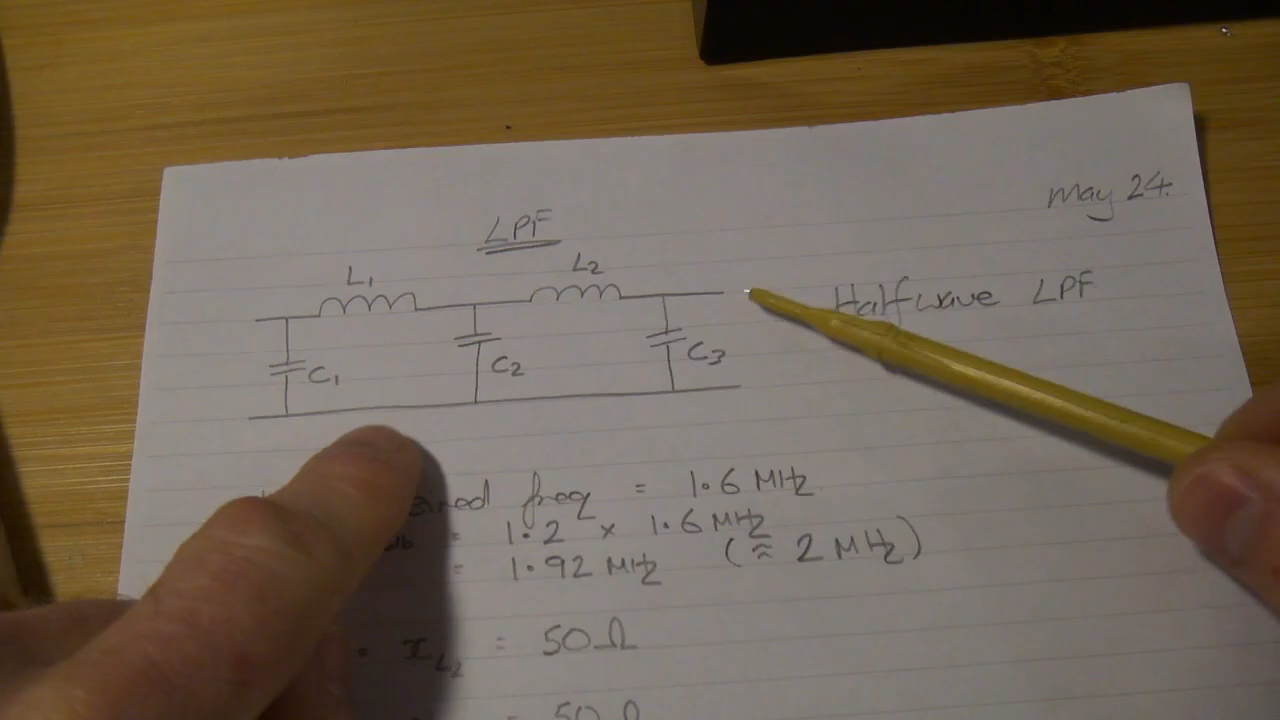 May 24.
LPF
L1 L2
Halfwave LPF
C1 C2 C3
freq = 1.6 MHz
= 1.2 × 1.6 MHz
= 1.92 MHz (≈ 2 MHz)
= XL2 = 50Ω
= 50Ω